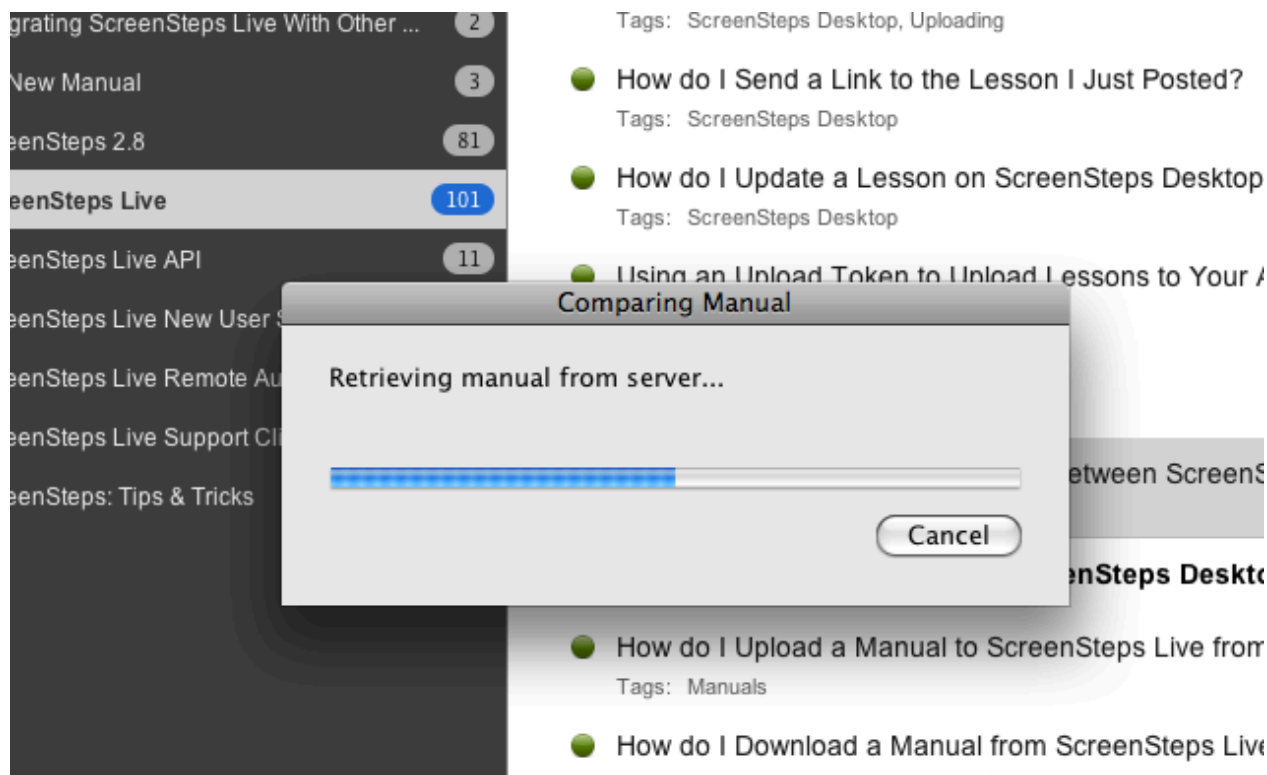 grating ScreenSteps Live With Other ... 2
New Manual 3
eenSteps 2.8 81
eenSteps Live 101
eenSteps Live API 11
eenSteps Live New User
eenSteps Live Remote Au
eenSteps Live Support Cli
eenSteps: Tips & Tricks
Tags: ScreenSteps Desktop, Uploading
How do I Send a Link to the Lesson I Just Posted?
Tags: ScreenSteps Desktop
How do I Update a Lesson on ScreenSteps Desktop
Tags: ScreenSteps Desktop
Using an Upload Token to Upload Lessons to Your A
Comparing Manual
Retrieving manual from server...
Cancel
etween ScreenS
enSteps Deskto
How do I Upload a Manual to ScreenSteps Live from
Tags: Manuals
How do I Download a Manual from ScreenSteps Live